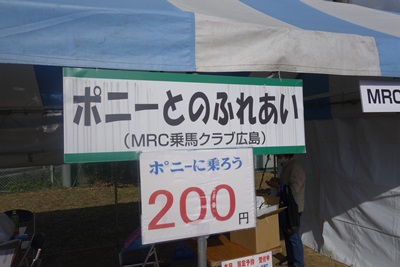 ポニーとのふれあい
(MRC乗馬クラブ広島)
MRC
ポニーに乗ろう
200円